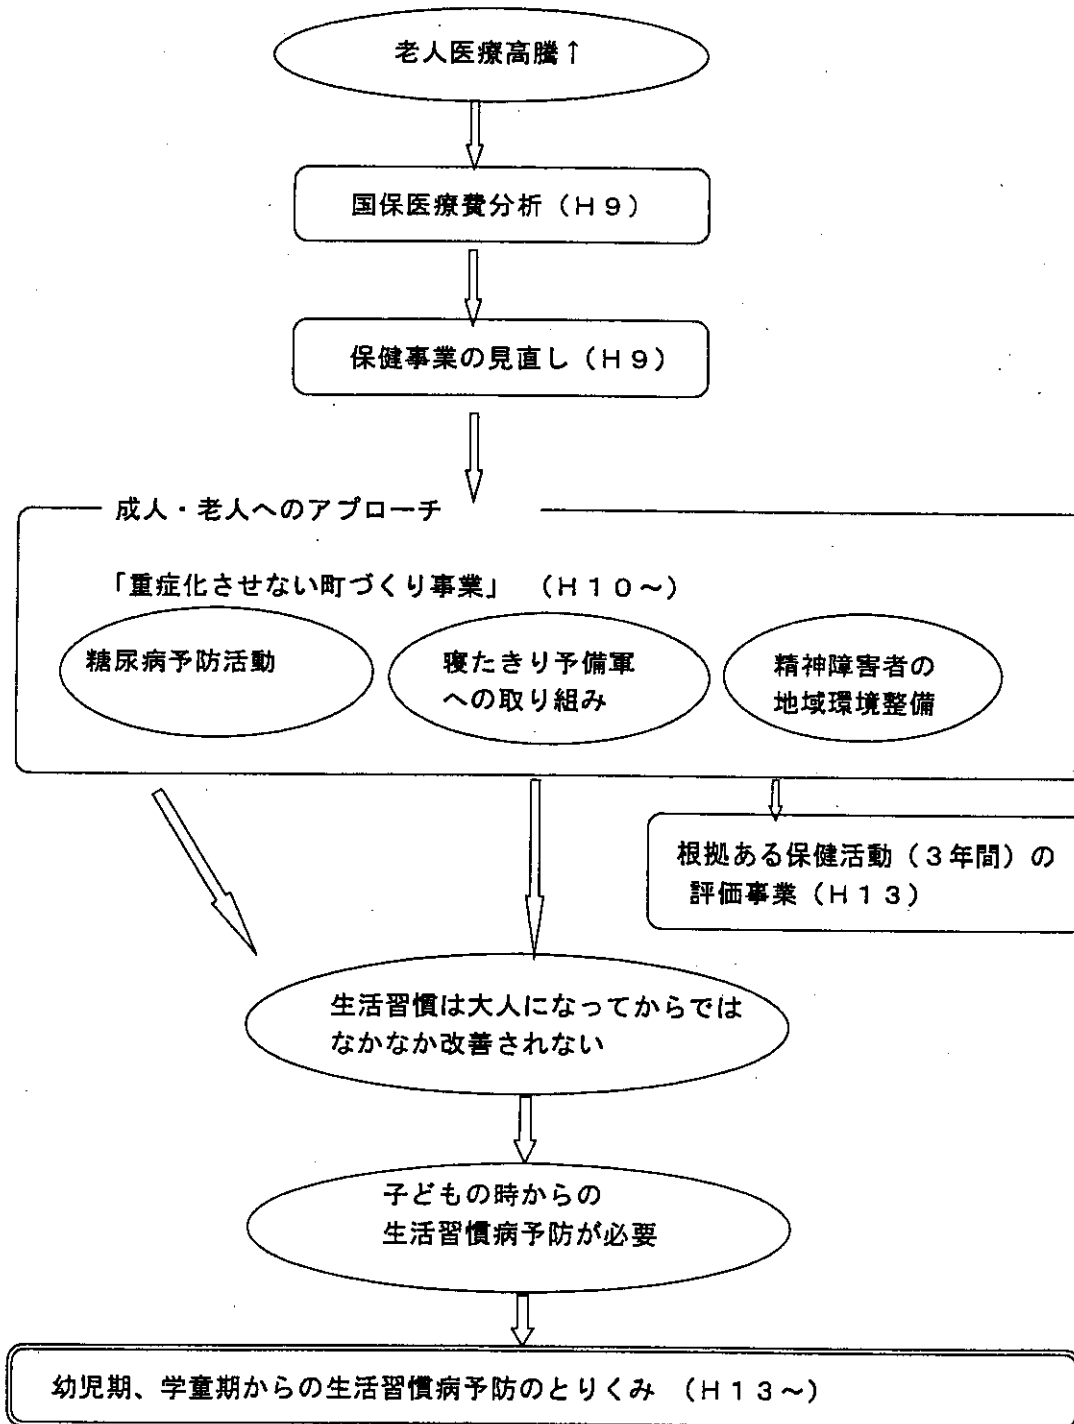 老人医療高騰↑
国保医療費分析（H９）
保健事業の見直し（H９）
成人・老人へのアプローチ
「重症化させない町づくり事業」　（H１０～）
糖尿病予防活動
寝たきり予備軍
への取り組み
精神障害者の
地域環境整備
根拠ある保健活動（３年間）の
評価事業（H１３）
生活習慣は大人になってからでは
なかなか改善されない
子どもの時からの
生活習慣病予防が必要
幼児期、学童期からの生活習慣病予防のとりくみ　（H１３～）